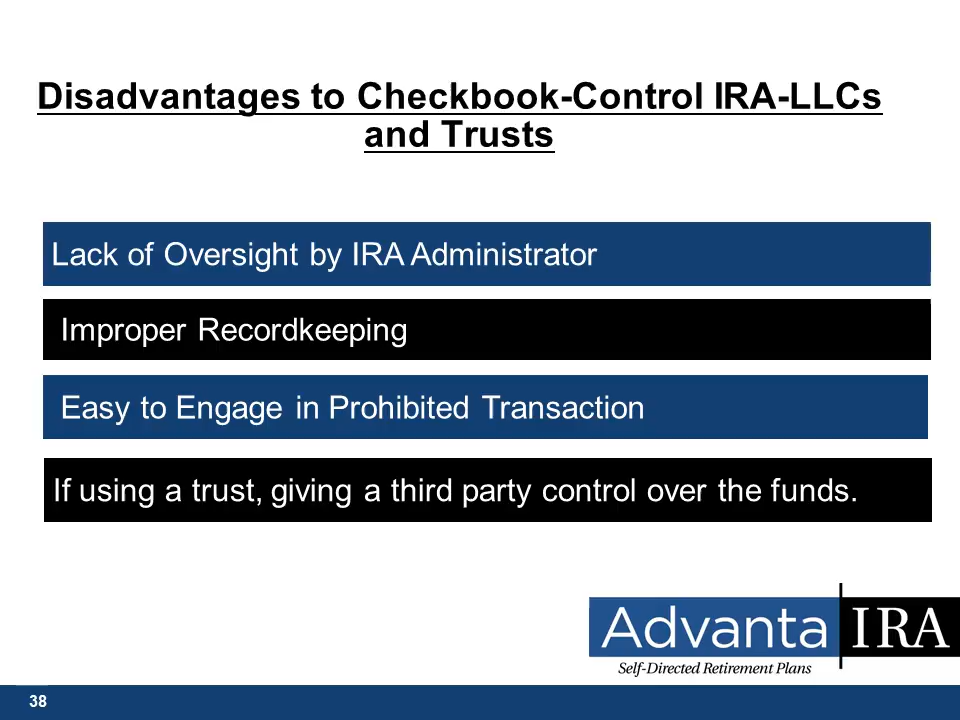 Disadvantages to Checkbook-Control IRA-LLCs
and Trusts
Lack of Oversight by IRA Administrator
Improper Recordkeeping
Easy to Engage in Prohibited Transaction
If using a trust, giving a third party control over the funds.
Advanta IRA
Self-Directed Retirement Plans
38